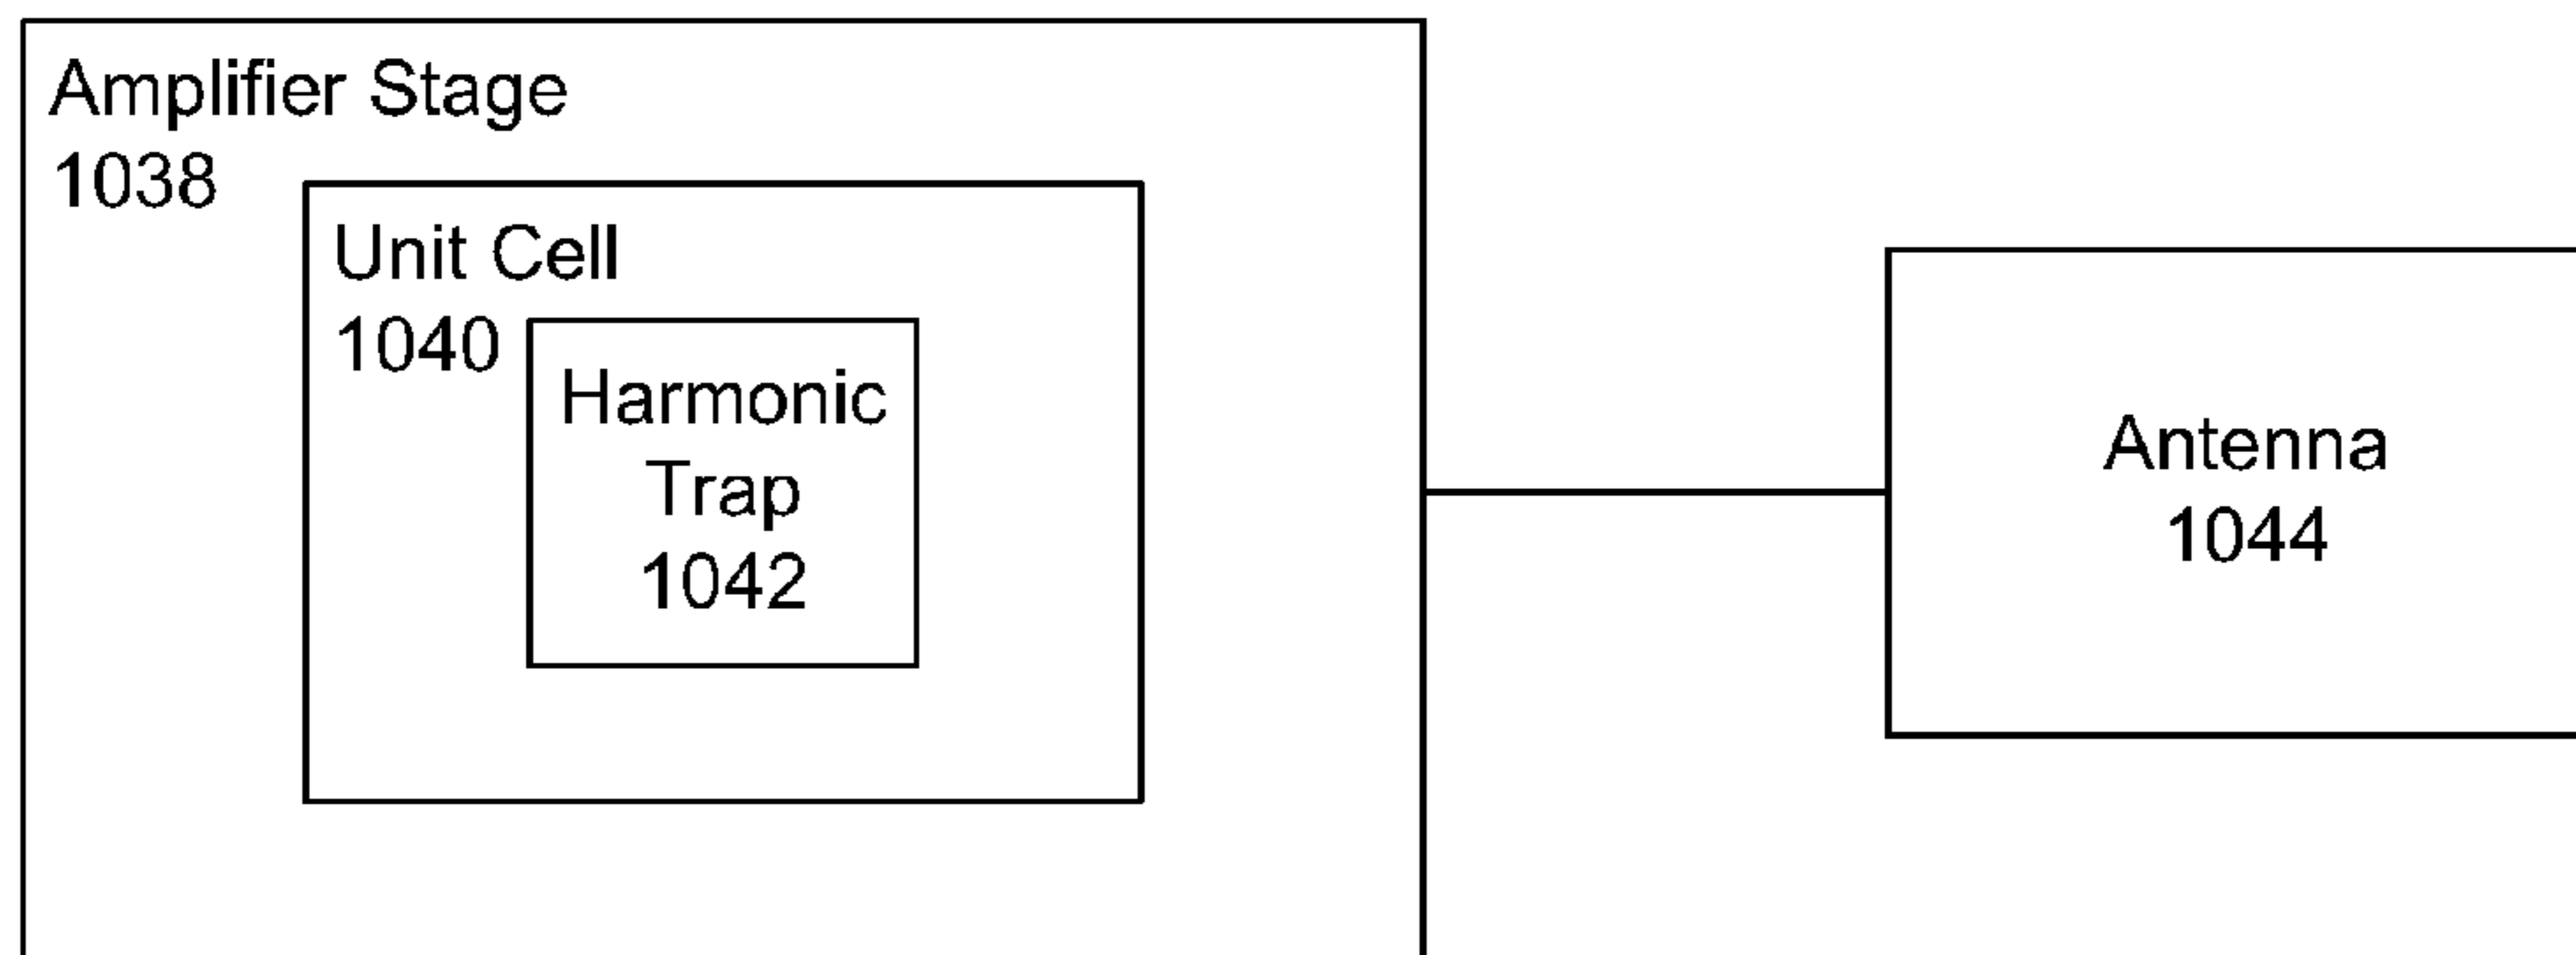 Amplifier Stage
1038
Unit Cell
1040
Harmonic
Trap
1042
Antenna
1044